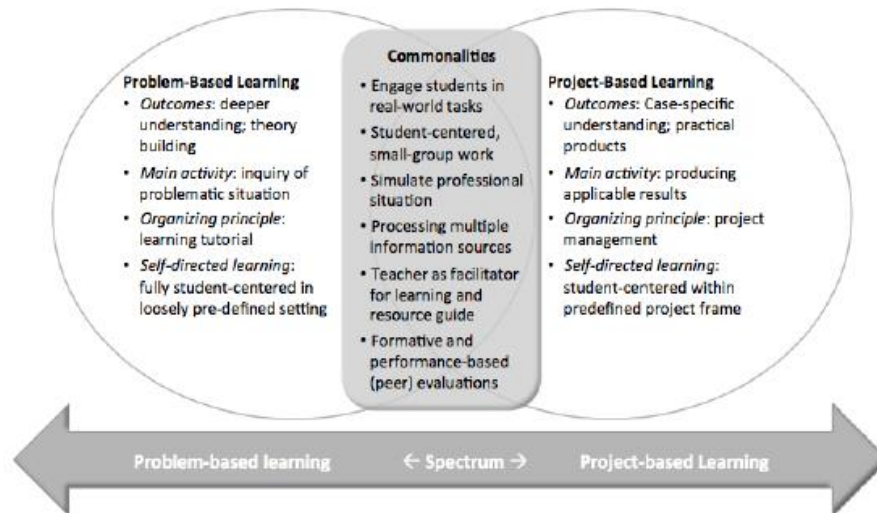 Problem-Based Learning
• Outcomes: deeper
understanding; theory
building
• Main activity: inquiry of
problematic situation
• Organizing principle:
learning tutorial
• Self-directed learning:
fully student-centered in
loosely pre-defined setting
Commonalities
• Engage students in
real-world tasks
• Student-centered,
small-group work
• Simulate professional
situation
• Processing multiple
information sources
• Teacher as facilitator
for learning and
resource guide
• Formative and
performance-based
(peer) evaluations
Project-Based Learning
• Outcomes: Case-specific
understanding; practical
products
• Main activity: producing
applicable results
• Organizing principle: project
management
• Self-directed learning:
student-centered within
predefined project frame
Problem-based learning ← Spectrum → Project-based Learning